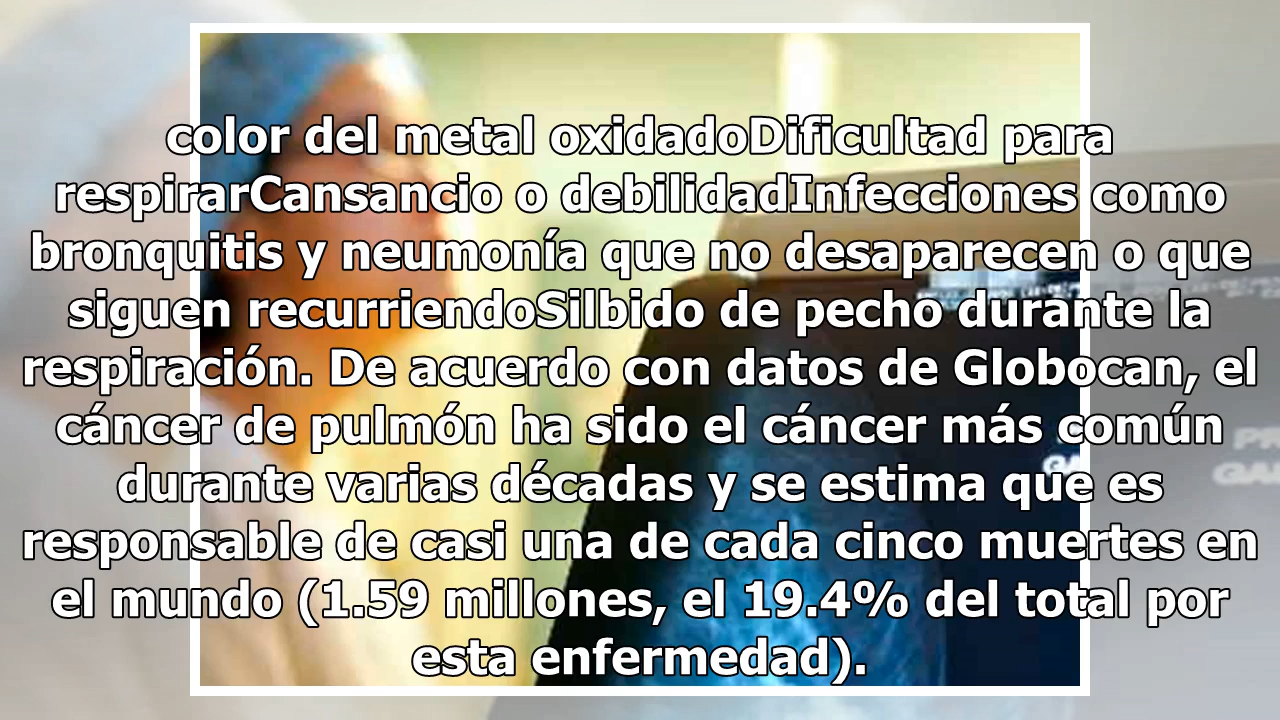 color del metal oxidadoDificultad para
respirarCansancio o debilidadInfecciones como
bronquitis y neumonía que no desaparecen o que
siguen recurriendoSilbido de pecho durante la
respiración. De acuerdo con datos de Globocan, el
cáncer de pulmón ha sido el cáncer más común
durante varias décadas y se estima que es
responsable de casi una de cada cinco muertes en
el mundo (1.59 millones, el 19.4% del total por
esta enfermedad).